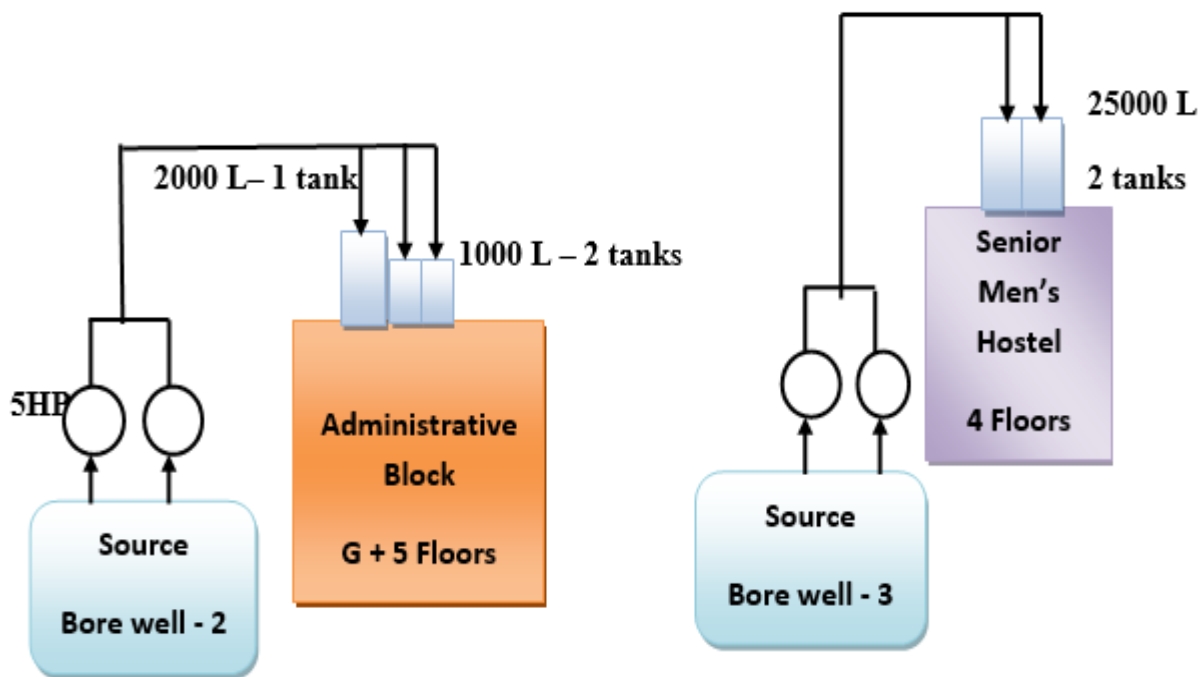 2000 L– 1 tank
1000 L – 2 tanks
5HP
Administrative
Block
G + 5 Floors
Source
Bore well - 2
25000 L
2 tanks
Senior
Men’s
Hostel
4 Floors
Source
Bore well - 3